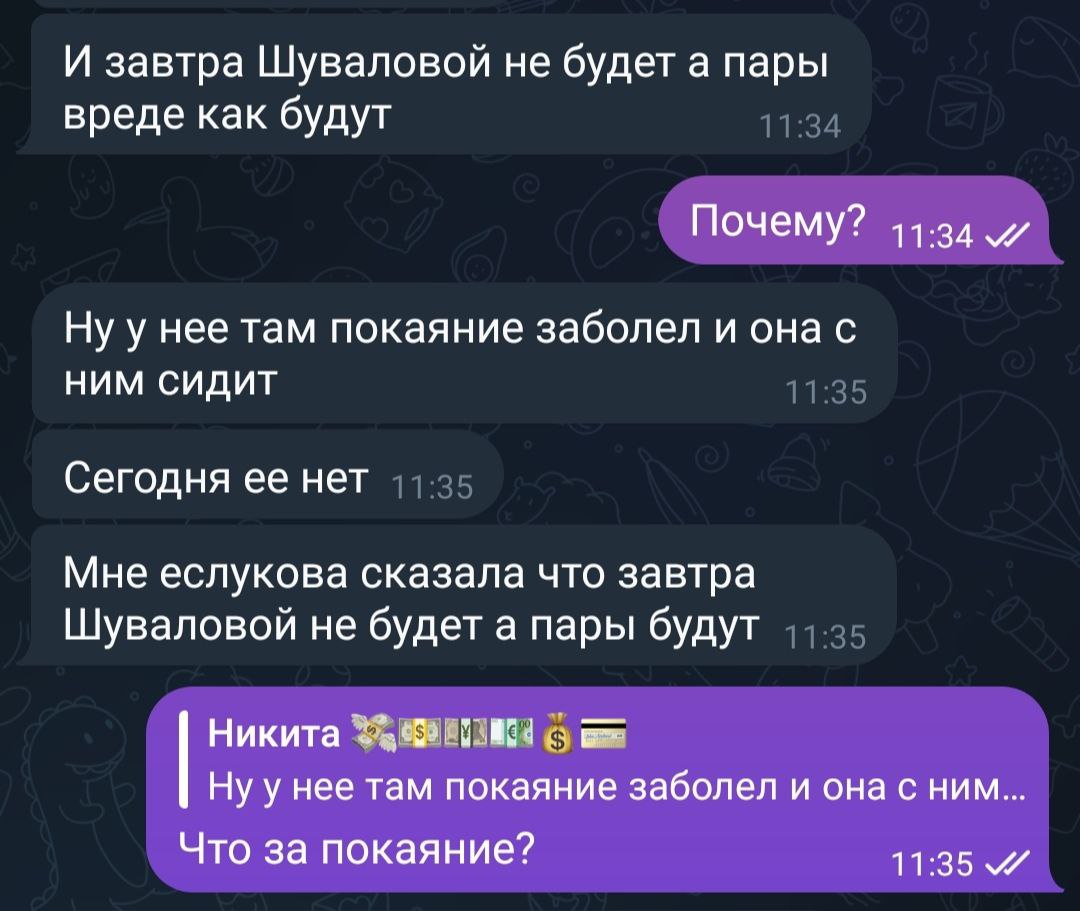 И завтра Шуваловой не будет а пары
вреде как будут
11:34
Почему?
11:34
Ну у нее там покаяние заболел и она с
ним сидит
11:35
Сегодня ее нет
11:35
Мне еслукова сказала что завтра
Шуваловой не будет а пары будут
11:35
Никита 💸💵💴💶💰💳
Ну у нее там покаяние заболел и она с ним...
Что за покаяние?
11:35